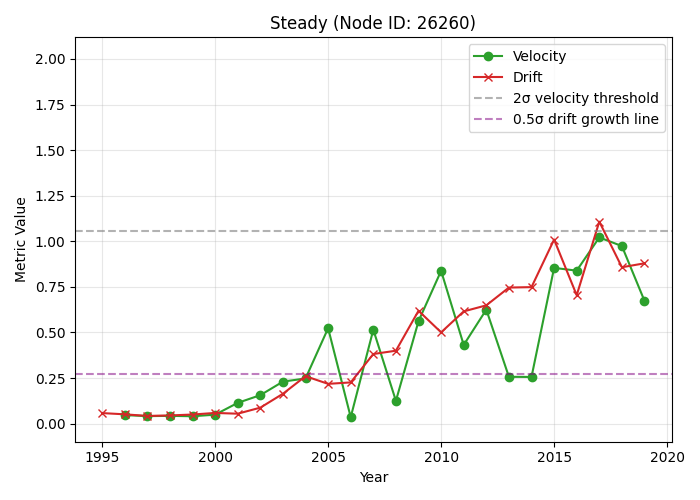 Steady (Node ID: 26260)
Velocity
Drift
2σ velocity threshold
0.5σ drift growth line
Metric Value
2.00
1.75
1.50
1.25
1.00
0.75
0.50
0.25
0.00
1995
2000
2005
2010
2015
2020
Year